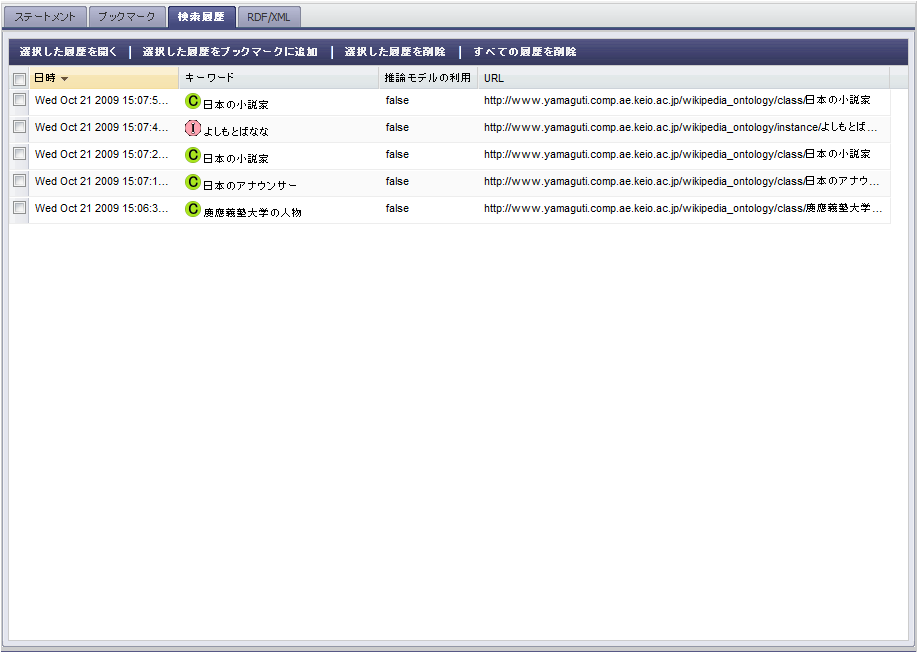 ステートメント ブックマーク 検索履歴 RDF/XML
選択した履歴を開く | 選択した履歴をブックマークに追加 | 選択した履歴を削除 | すべての履歴を削除
日時 キーワード 推論モデルの利用 URL
Wed Oct 21 2009 15:07:5... C 日本の小説家 false http://www.yamaguti.comp.ae.keio.ac.jp/wikipedia_ontology/class/日本の小説家
Wed Oct 21 2009 15:07:4... I よしもとばなな false http://www.yamaguti.comp.ae.keio.ac.jp/wikipedia_ontology/instance/よしもとば...
Wed Oct 21 2009 15:07:2... C 日本の小説家 false http://www.yamaguti.comp.ae.keio.ac.jp/wikipedia_ontology/class/日本の小説家
Wed Oct 21 2009 15:07:1... C 日本のアナウンサー false http://www.yamaguti.comp.ae.keio.ac.jp/wikipedia_ontology/class/日本のアナウ...
Wed Oct 21 2009 15:06:3... C 慶應義塾大学の人物 false http://www.yamaguti.comp.ae.keio.ac.jp/wikipedia_ontology/class/慶應義塾大学...